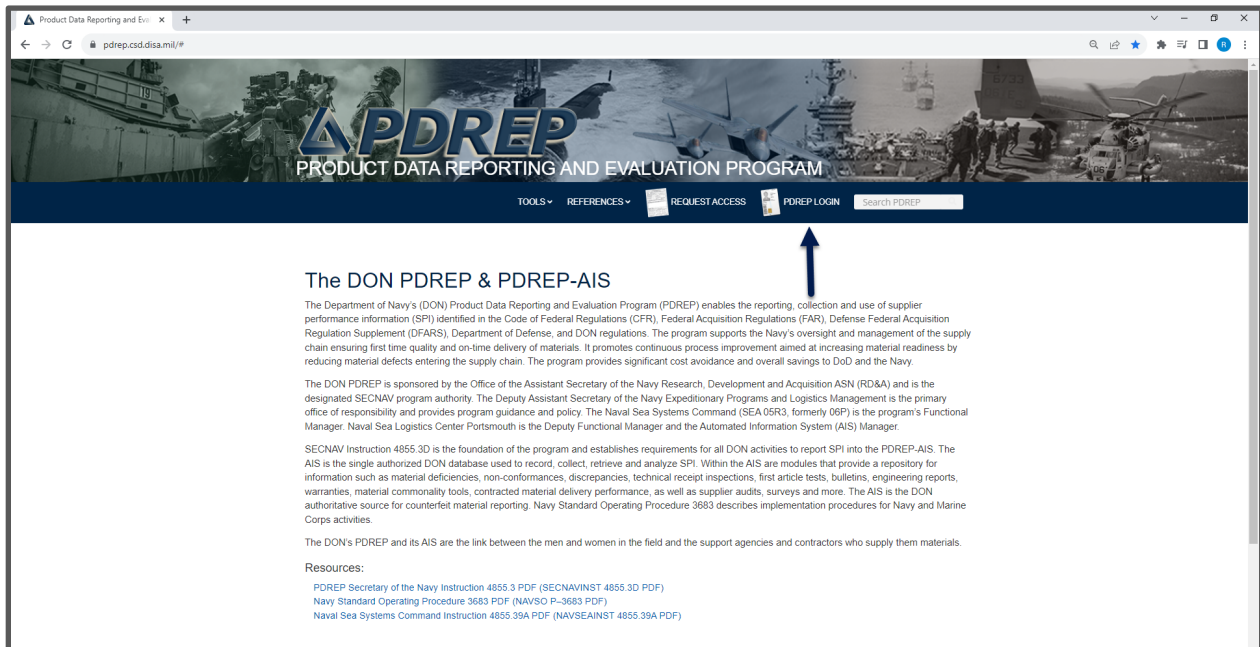 Product Data Reporting and Eval
pdrep.csd.disa.mil/#
R
19
8733
06
PDREP
PRODUCT DATA REPORTING AND EVALUATION PROGRAM
TOOLS REFERENCES REQUEST ACCESS PDREP LOGIN Search PDREP
The DON PDREP & PDREP-AIS
The Department of Navy's (DON) Product Data Reporting and Evaluation Program (PDREP) enables the reporting, collection and use of supplier
performance information (SPI) identified in the Code of Federal Regulations (CFR), Federal Acquisition Regulations (FAR), Defense Federal Acquisition
Regulation Supplement (DFARS), Department of Defense, and DON regulations. The program supports the Navy's oversight and management of the supply
chain ensuring first time quality and on-time delivery of materials. It promotes continuous process improvement aimed at increasing material readiness by
reducing material defects entering the supply chain. The program provides significant cost avoidance and overall savings to DoD and the Navy.
The DON PDREP is sponsored by the Office of the Assistant Secretary of the Navy Research, Development and Acquisition ASN (RD&A) and is the
designated SECNAV program authority. The Deputy Assistant Secretary of the Navy Expeditionary Programs and Logistics Management is the primary
office of responsibility and provides program guidance and policy. The Naval Sea Systems Command (SEA 05R3, formerly 06P) is the program's Functional
Manager. Naval Sea Logistics Center Portsmouth is the Deputy Functional Manager and the Automated Information System (AIS) Manager.
SECNAV Instruction 4855.3D is the foundation of the program and establishes requirements for all DON activities to report SPI into the PDREP-AIS. The
AIS is the single authorized DON database used to record, collect, retrieve and analyze SPI. Within the AIS are modules that provide a repository for
information such as material deficiencies, non-conformances, discrepancies, technical receipt inspections, first article tests, bulletins, engineering reports,
warranties, material commonality tools, contracted material delivery performance, as well as supplier audits, surveys and more. The AIS is the DON
authoritative source for counterfeit material reporting. Navy Standard Operating Procedure 3683 describes implementation procedures for Navy and Marine
Corps activities.
The DON's PDREP and its AIS are the link between the men and women in the field and the support agencies and contractors who supply them materials.
Resources:
PDREP Secretary of the Navy Instruction 4855.3 PDF (SECNAVINST 4855.3D PDF)
Navy Standard Operating Procedure 3683 PDF (NAVSO P–3683 PDF)
Naval Sea Systems Command Instruction 4855.39A PDF (NAVSEAINST 4855.39A PDF)